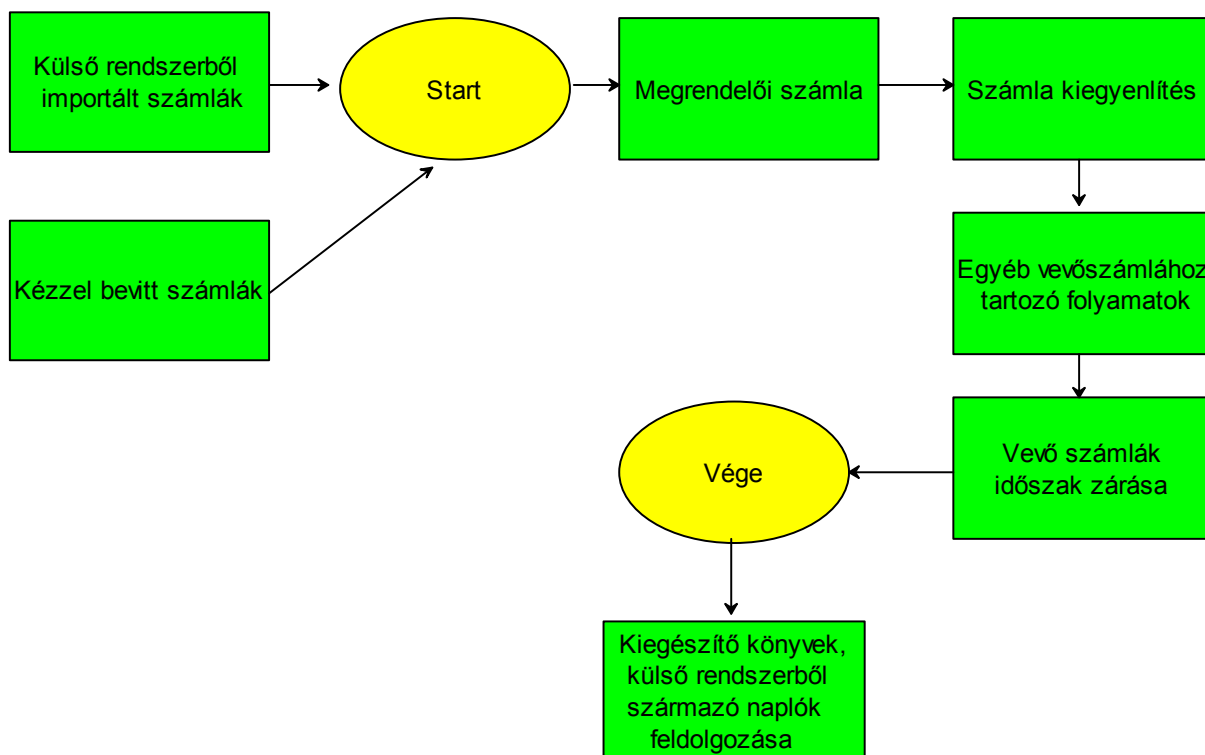 Külső rendszerből
importált számlák
Start
Megrendelői számla
Számla kiegyenlítés
Kézzel bevitt számlák
Egyéb vevőszámlához
tartozó folyamatok
Vevő számlák
időszak zárása
Vége
Kiegészítő könyvek,
külső rendszerből
származó naplók
feldolgozása